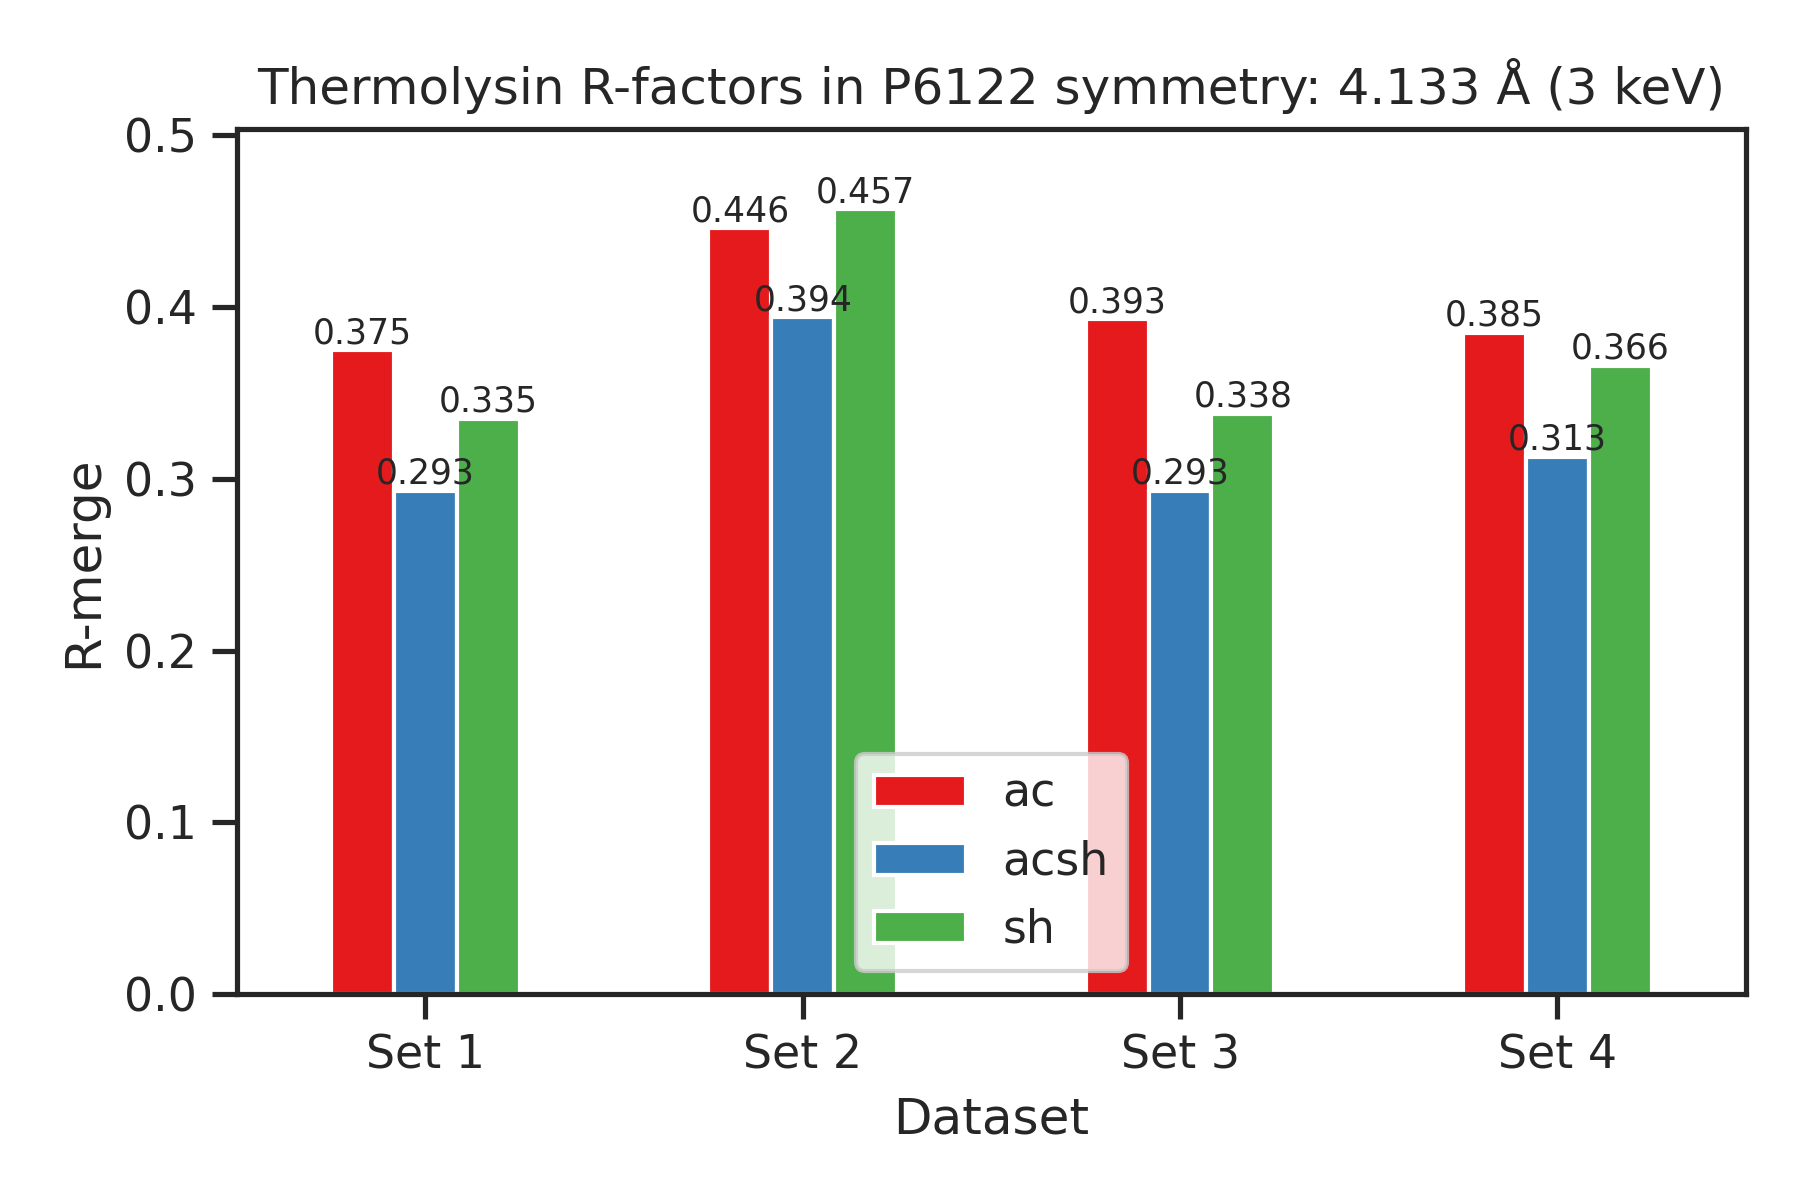 Thermolysin R-factors in P6122 symmetry: 4.133 Å (3 keV)
0.5
0.4
0.3
0.2
0.1
0.0
R-merge
0.375
0.293
0.335
0.446
0.394
0.457
0.393
0.293
0.338
0.385
0.313
0.366
ac
acsh
sh
Set 1
Set 2
Set 3
Set 4
Dataset